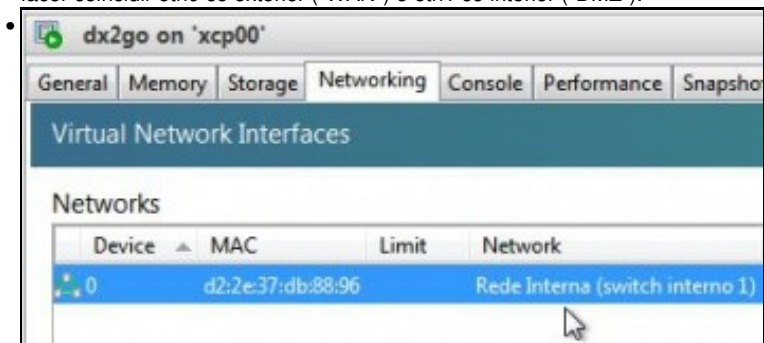 dx2go on 'xcp00'
General Memory Storage Networking Console Performance Snapsho
Virtual Network Interfaces
Networks
Device MAC Limit Network
0 d2:2e:37:db:88:96 Rede Interna (switch interno 1)